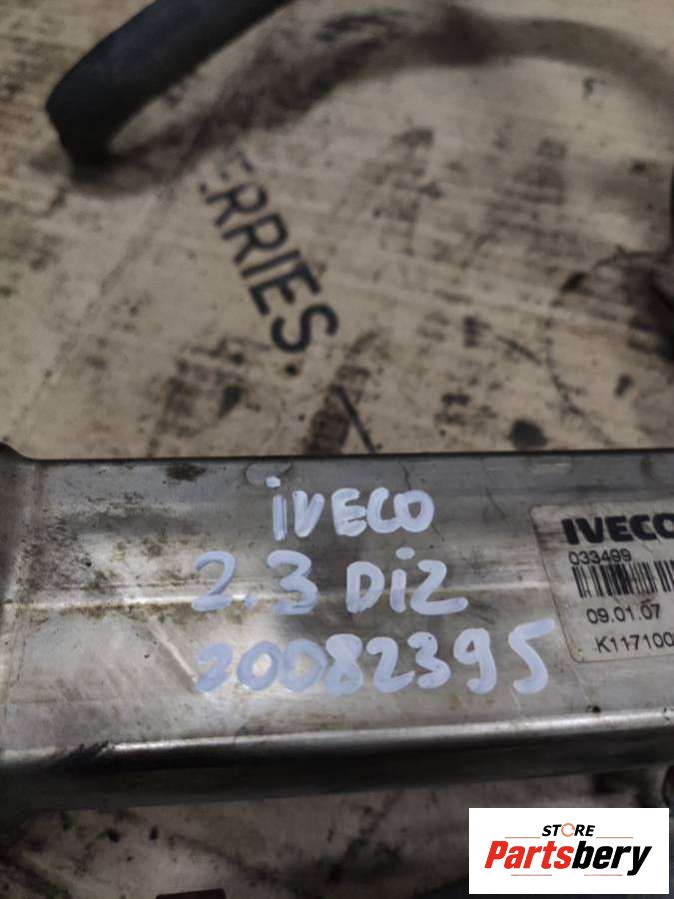 ERRIES.
iVECO
2.3 DiZ
20082395
IVECO
033499
09.01.07
K117100
STORE
Partsbery